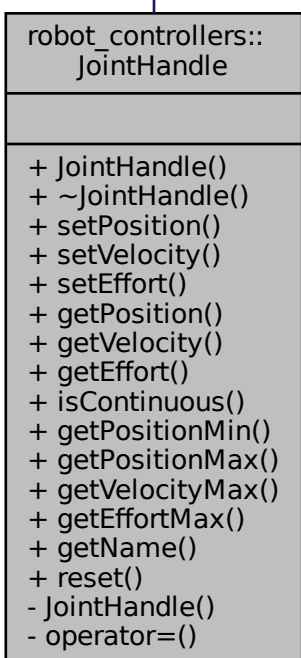 robot_controllers::
JointHandle
+ JointHandle()
+ ~JointHandle()
+ setPosition()
+ setVelocity()
+ setEffort()
+ getPosition()
+ getVelocity()
+ getEffort()
+ isContinuous()
+ getPositionMin()
+ getPositionMax()
+ getVelocityMax()
+ getEffortMax()
+ getName()
+ reset()
- JointHandle()
- operator=()